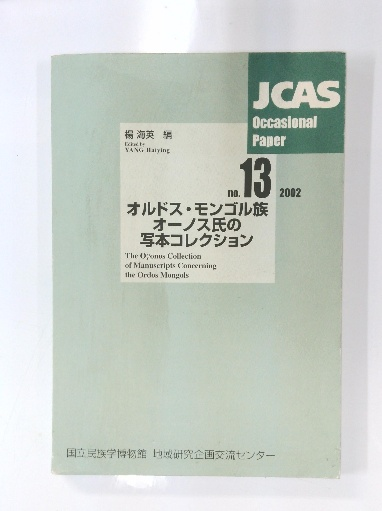 JCAS
Occasional
Paper
楊 海英 編
Edited by
YANG Haiying
no. 13 2002
オルドス・モンゴル族
オーノス氏の
写本コレクション
The Oγonos Collection
of Manuscripts Concerning
the Ordos Mongols
国立民族学博物館 地域研究企画交流センター